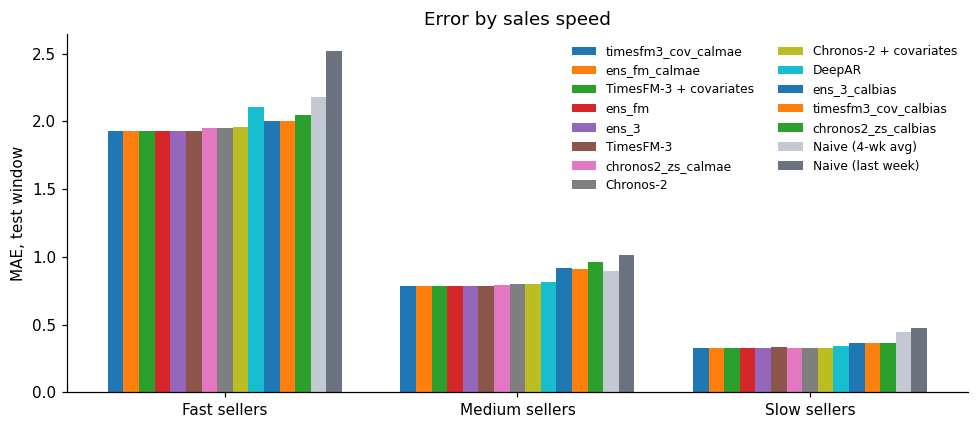 Error by sales speed
MAE, test window
2.5
2.0
1.5
1.0
0.5
0.0
timesfm3_cov_calmae
ens_fm_calmae
TimesFM-3 + covariates
ens_fm
ens_3
TimesFM-3
chronos2_zs_calmae
Chronos-2
Chronos-2 + covariates
DeepAR
ens_3_calbias
timesfm3_cov_calbias
chronos2_zs_calbias
Naive (4-wk avg)
Naive (last week)
Fast sellers
Medium sellers
Slow sellers